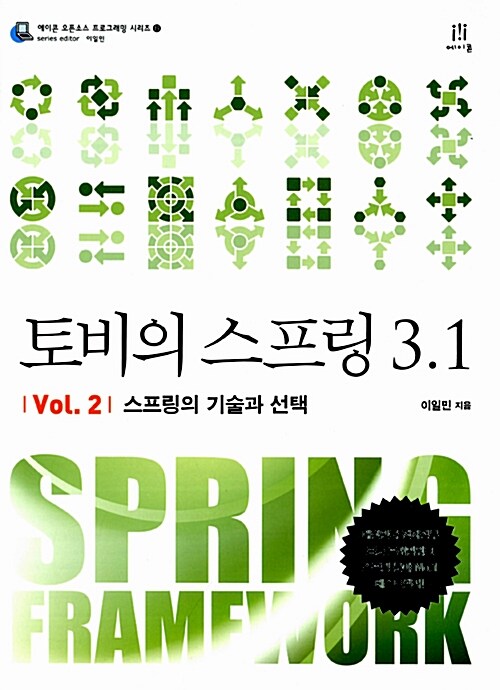 에이콘 오픈소스 프로그래밍 시리즈
series editor 이일민
에이콘
토비의 스프링 3.1
Vol. 2 스프링의 기술과 선택
이일민 지음
SPRING
FRAMEWORK